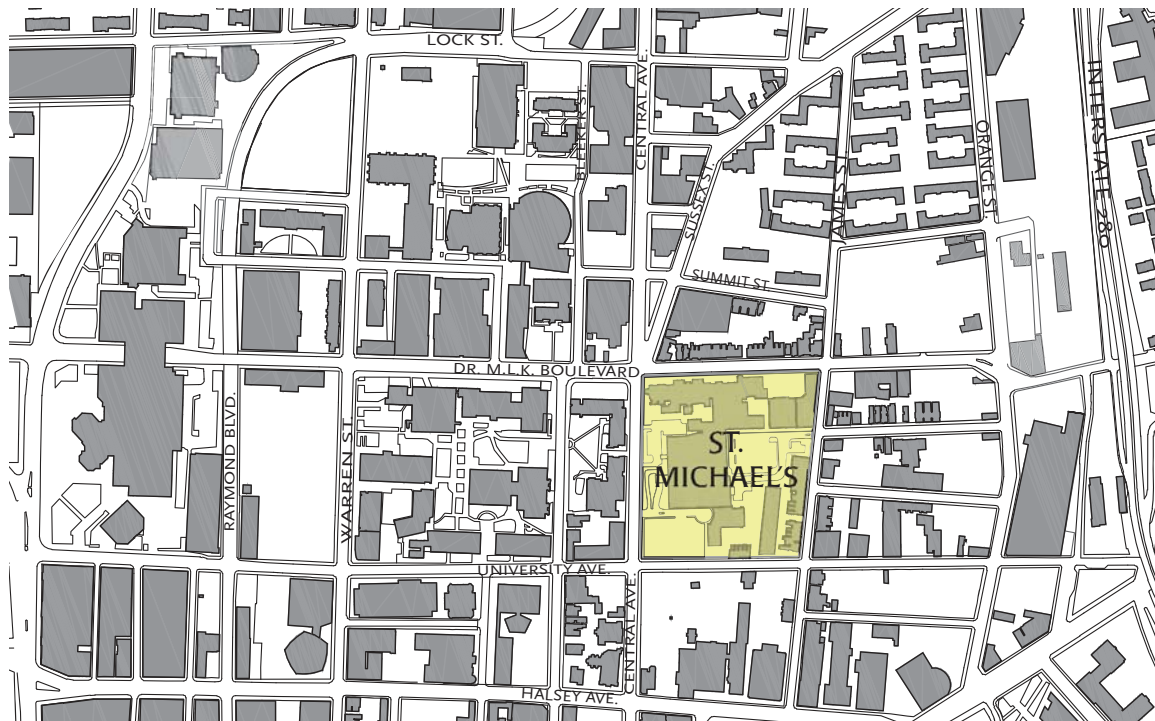 LOCK ST.
CENTRAL AVE.
BLEEKER ST.
INTERSTATE 280
ORANGE ST.
SUSSEX ST.
JAMES ST.
SUMMIT ST.
DR. M.L.K. BOULEVARD
RAYMOND BLVD.
WARREN ST.
ST.
MICHAEL'S
UNIVERSITY AVE.
CENTRAL AVE.
HALSEY AVE.